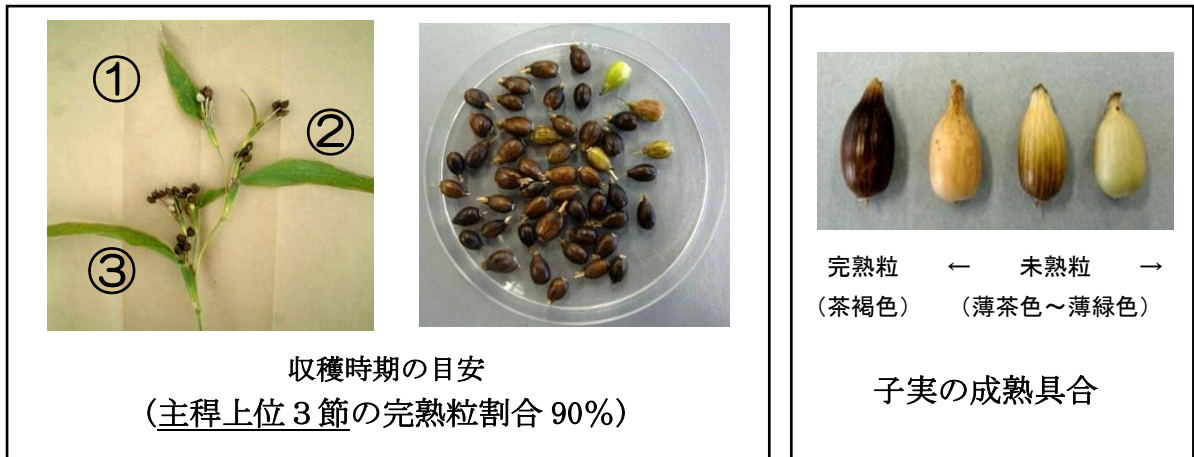 ①
②
③
収穫時期の目安
（主稈上位３節の完熟粒割合 90%）
完熟粒 ← 未熟粒 →
（茶褐色） （薄茶色～薄緑色）
子実の成熟具合